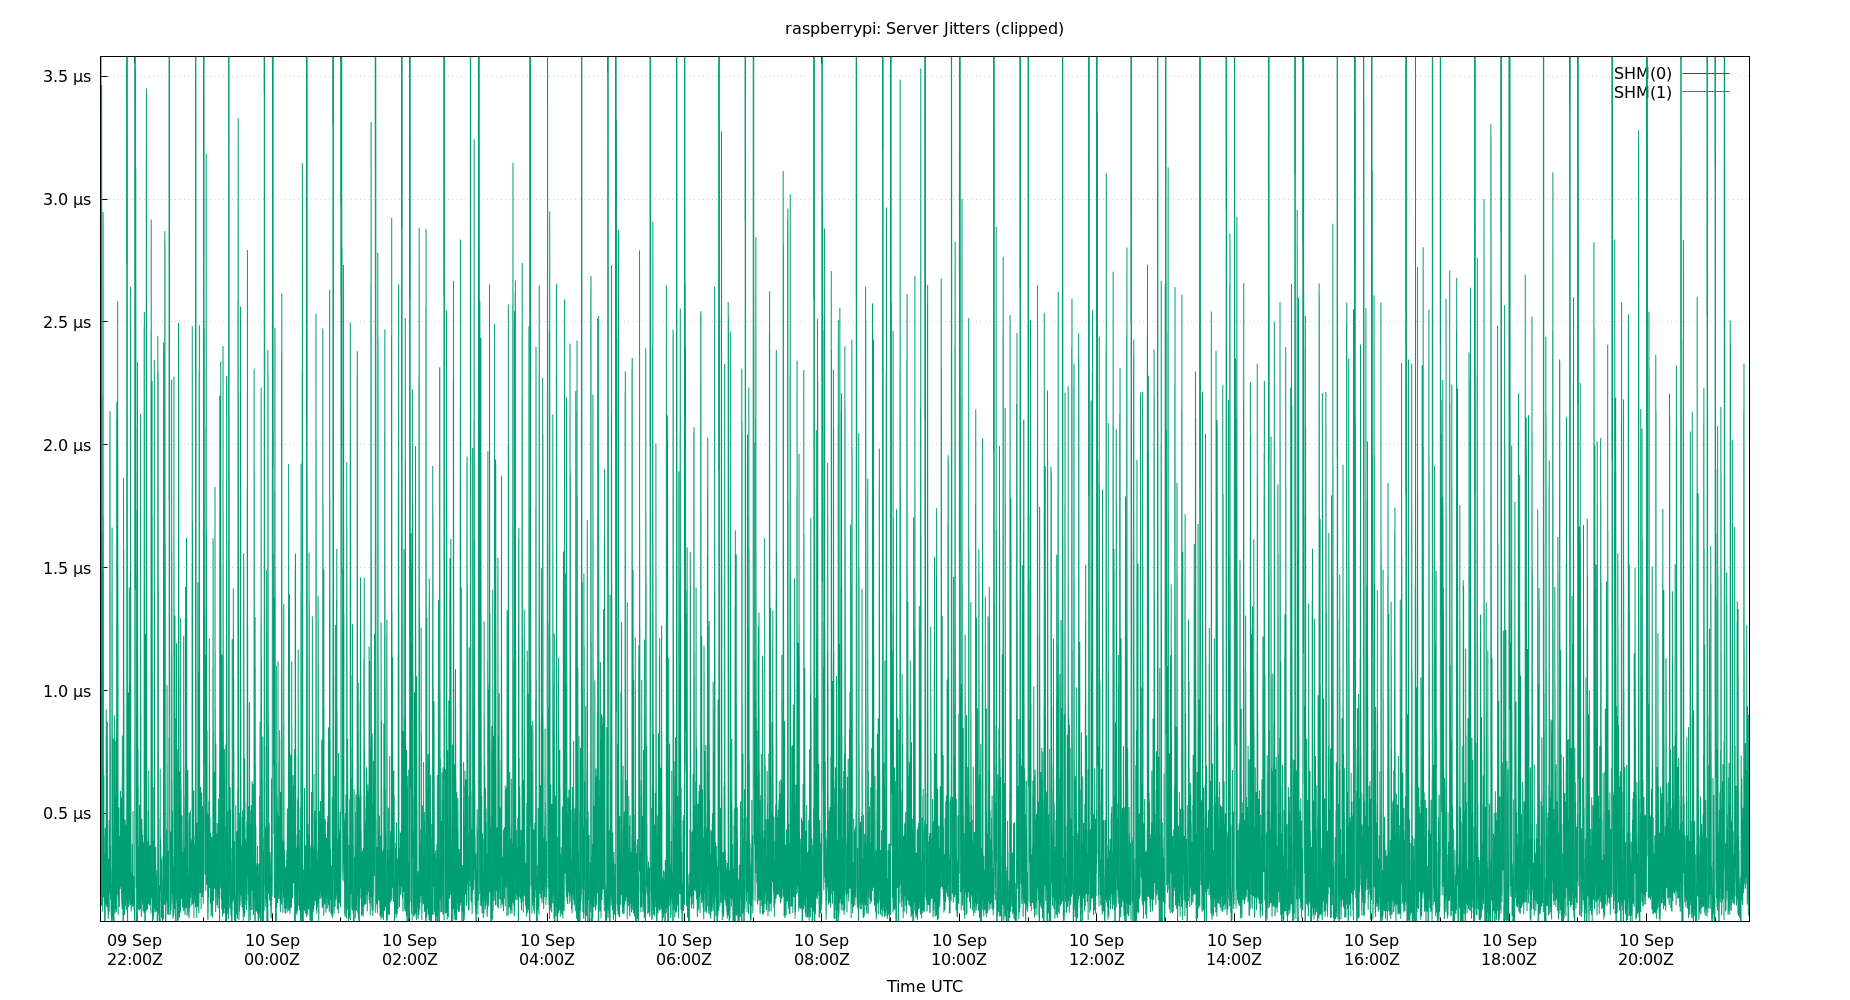 raspberrypi: Server Jitters (clipped)
3.5 μs
SHM(0)
SHM(1)
3.0 μs
2.5 μs
2.0 μs
1.5 μs
1.0 μs
0.5 μs
09 Sep 10 Sep 10 Sep 10 Sep 10 Sep 10 Sep 10 Sep 10 Sep 10 Sep 10 Sep 10 Sep 10 Sep
22:00Z 00:00Z 02:00Z 04:00Z 06:00Z 08:00Z 10:00Z 12:00Z 14:00Z 16:00Z 18:00Z 20:00Z
Time UTC